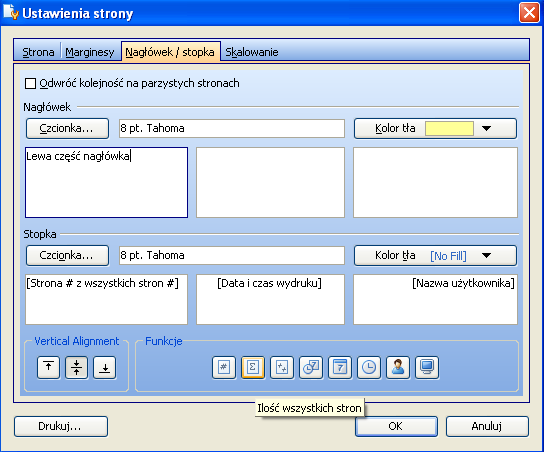 Ustawienia strony
Strona Marginesy Nagłówek / stopka Skalowanie
Odwróć kolejność na parzystych stronach
Nagłówek
Czcionka... 8 pt. Tahoma Kolor tła
Lewa część nagłówka
Stopka
Czcionka... 8 pt. Tahoma Kolor tła [No Fill]
[Strona # z wszystkich stron #] [Data i czas wydruku] [Nazwa użytkownika]
Vertical Alignment Funkcje
# Σ 7 7
Ilość wszystkich stron
Drukuj... OK Anuluj